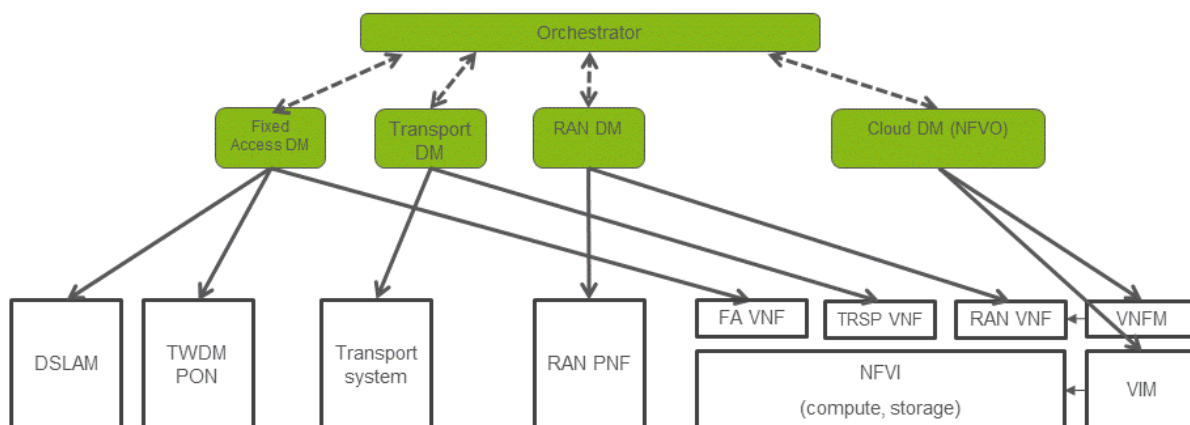 Orchestrator
Fixed
Access DM
Transport
DM
RAN DM
Cloud DM (NFVO)
DSLAM
TWDM
PON
Transport
system
RAN PNF
FA VNF
TRSP VNF
RAN VNF
VNFM
NFVI
(compute, storage)
VIM